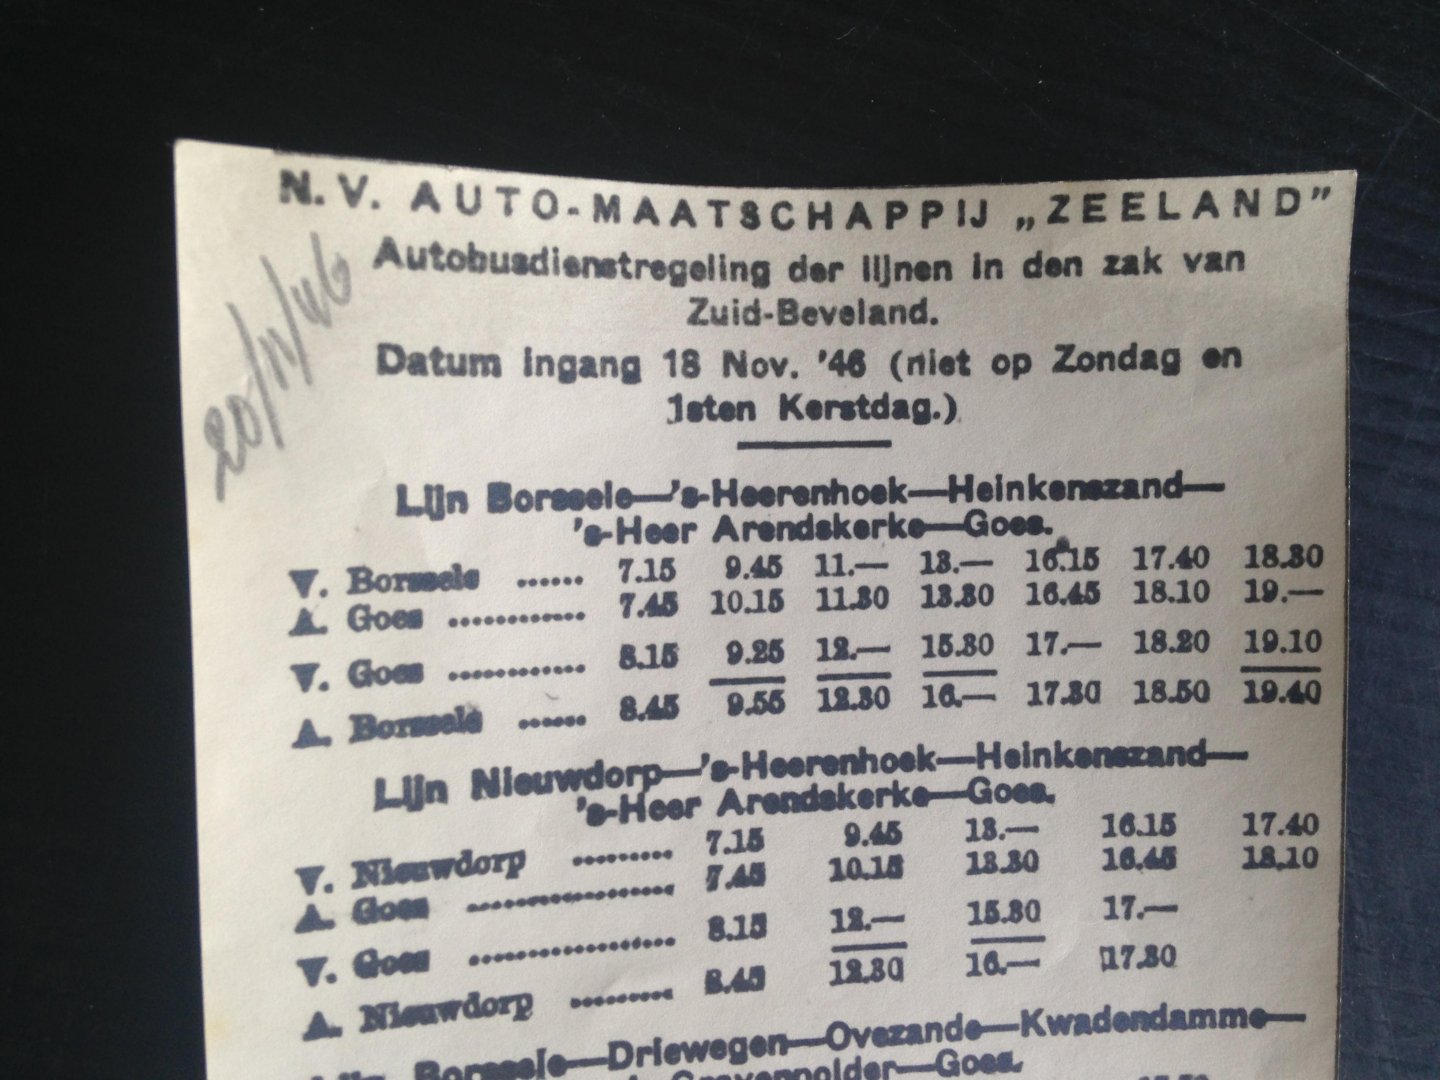 N.V. AUTO-MAATSCHAPPIJ „ZEELAND”
20/11/46
Autobusdienstregeling der lijnen in den zak van
Zuid-Beveland.
Datum ingang 18 Nov. '46 (niet op Zondag en
1sten Kerstdag.)
Lijn Borssele—'s-Heerenhoek—Heinkenszand—
's-Heer Arendskerke—Goes.
V. Borssele ...... 7.15 9.45 11.— 13.— 16.15 17.40 18.30
A. Goes ............ 7.45 10.15 11.30 13.30 16.45 18.10 19.—
V. Goes ............ 8.15 9.25 12.— 15.30 17.— 18.20 19.10
A. Borssele ...... 8.45 9.55 12.30 16.— 17.30 18.50 19.40
Lijn Nieuwdorp—'s-Heerenhoek—Heinkenszand—
's-Heer Arendskerke—Goes.
V. Nieuwdorp ......... 7.15 9.45 13.— 16.15 17.40
A. Goes .................. 7.45 10.15 13.30 16.45 18.10
V. Goes .................. 8.15 12.— 15.30 17.—
A. Nieuwdorp ......... 8.45 12.30 16.— 17.30
Lijn Borssele—Driewegen—Ovezande—Kwadendamme—
Gravenpolder—Goes.